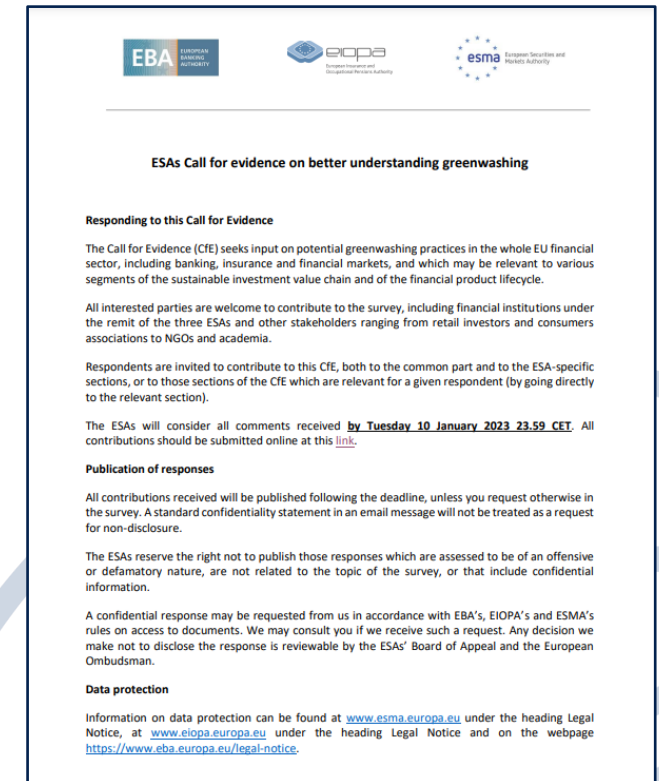 EBA EUROPEAN
BANKING
AUTHORITY
eiopa
European Insurance and
Occupational Pensions Authority
esma European Securities and
Markets Authority
ESAs Call for evidence on better understanding greenwashing
Responding to this Call for Evidence
The Call for Evidence (CfE) seeks input on potential greenwashing practices in the whole EU financial
sector, including banking, insurance and financial markets, and which may be relevant to various
segments of the sustainable investment value chain and of the financial product lifecycle.
All interested parties are welcome to contribute to the survey, including financial institutions under
the remit of the three ESAs and other stakeholders ranging from retail investors and consumers
associations to NGOs and academia.
Respondents are invited to contribute to this CfE, both to the common part and to the ESA-specific
sections, or to those sections of the CfE which are relevant for a given respondent (by going directly
to the relevant section).
The ESAs will consider all comments received by Tuesday 10 January 2023 23.59 CET. All
contributions should be submitted online at this link.
Publication of responses
All contributions received will be published following the deadline, unless you request otherwise in
the survey. A standard confidentiality statement in an email message will not be treated as a request
for non-disclosure.
The ESAs reserve the right not to publish those responses which are assessed to be of an offensive
or defamatory nature, are not related to the topic of the survey, or that include confidential
information.
A confidential response may be requested from us in accordance with EBA's, EIOPA's and ESMA's
rules on access to documents. We may consult you if we receive such a request. Any decision we
make not to disclose the response is reviewable by the ESAs' Board of Appeal and the European
Ombudsman.
Data protection
Information on data protection can be found at www.esma.europa.eu under the heading Legal
Notice, at www.eiopa.europa.eu under the heading Legal Notice and on the webpage
https://www.eba.europa.eu/legal-notice.